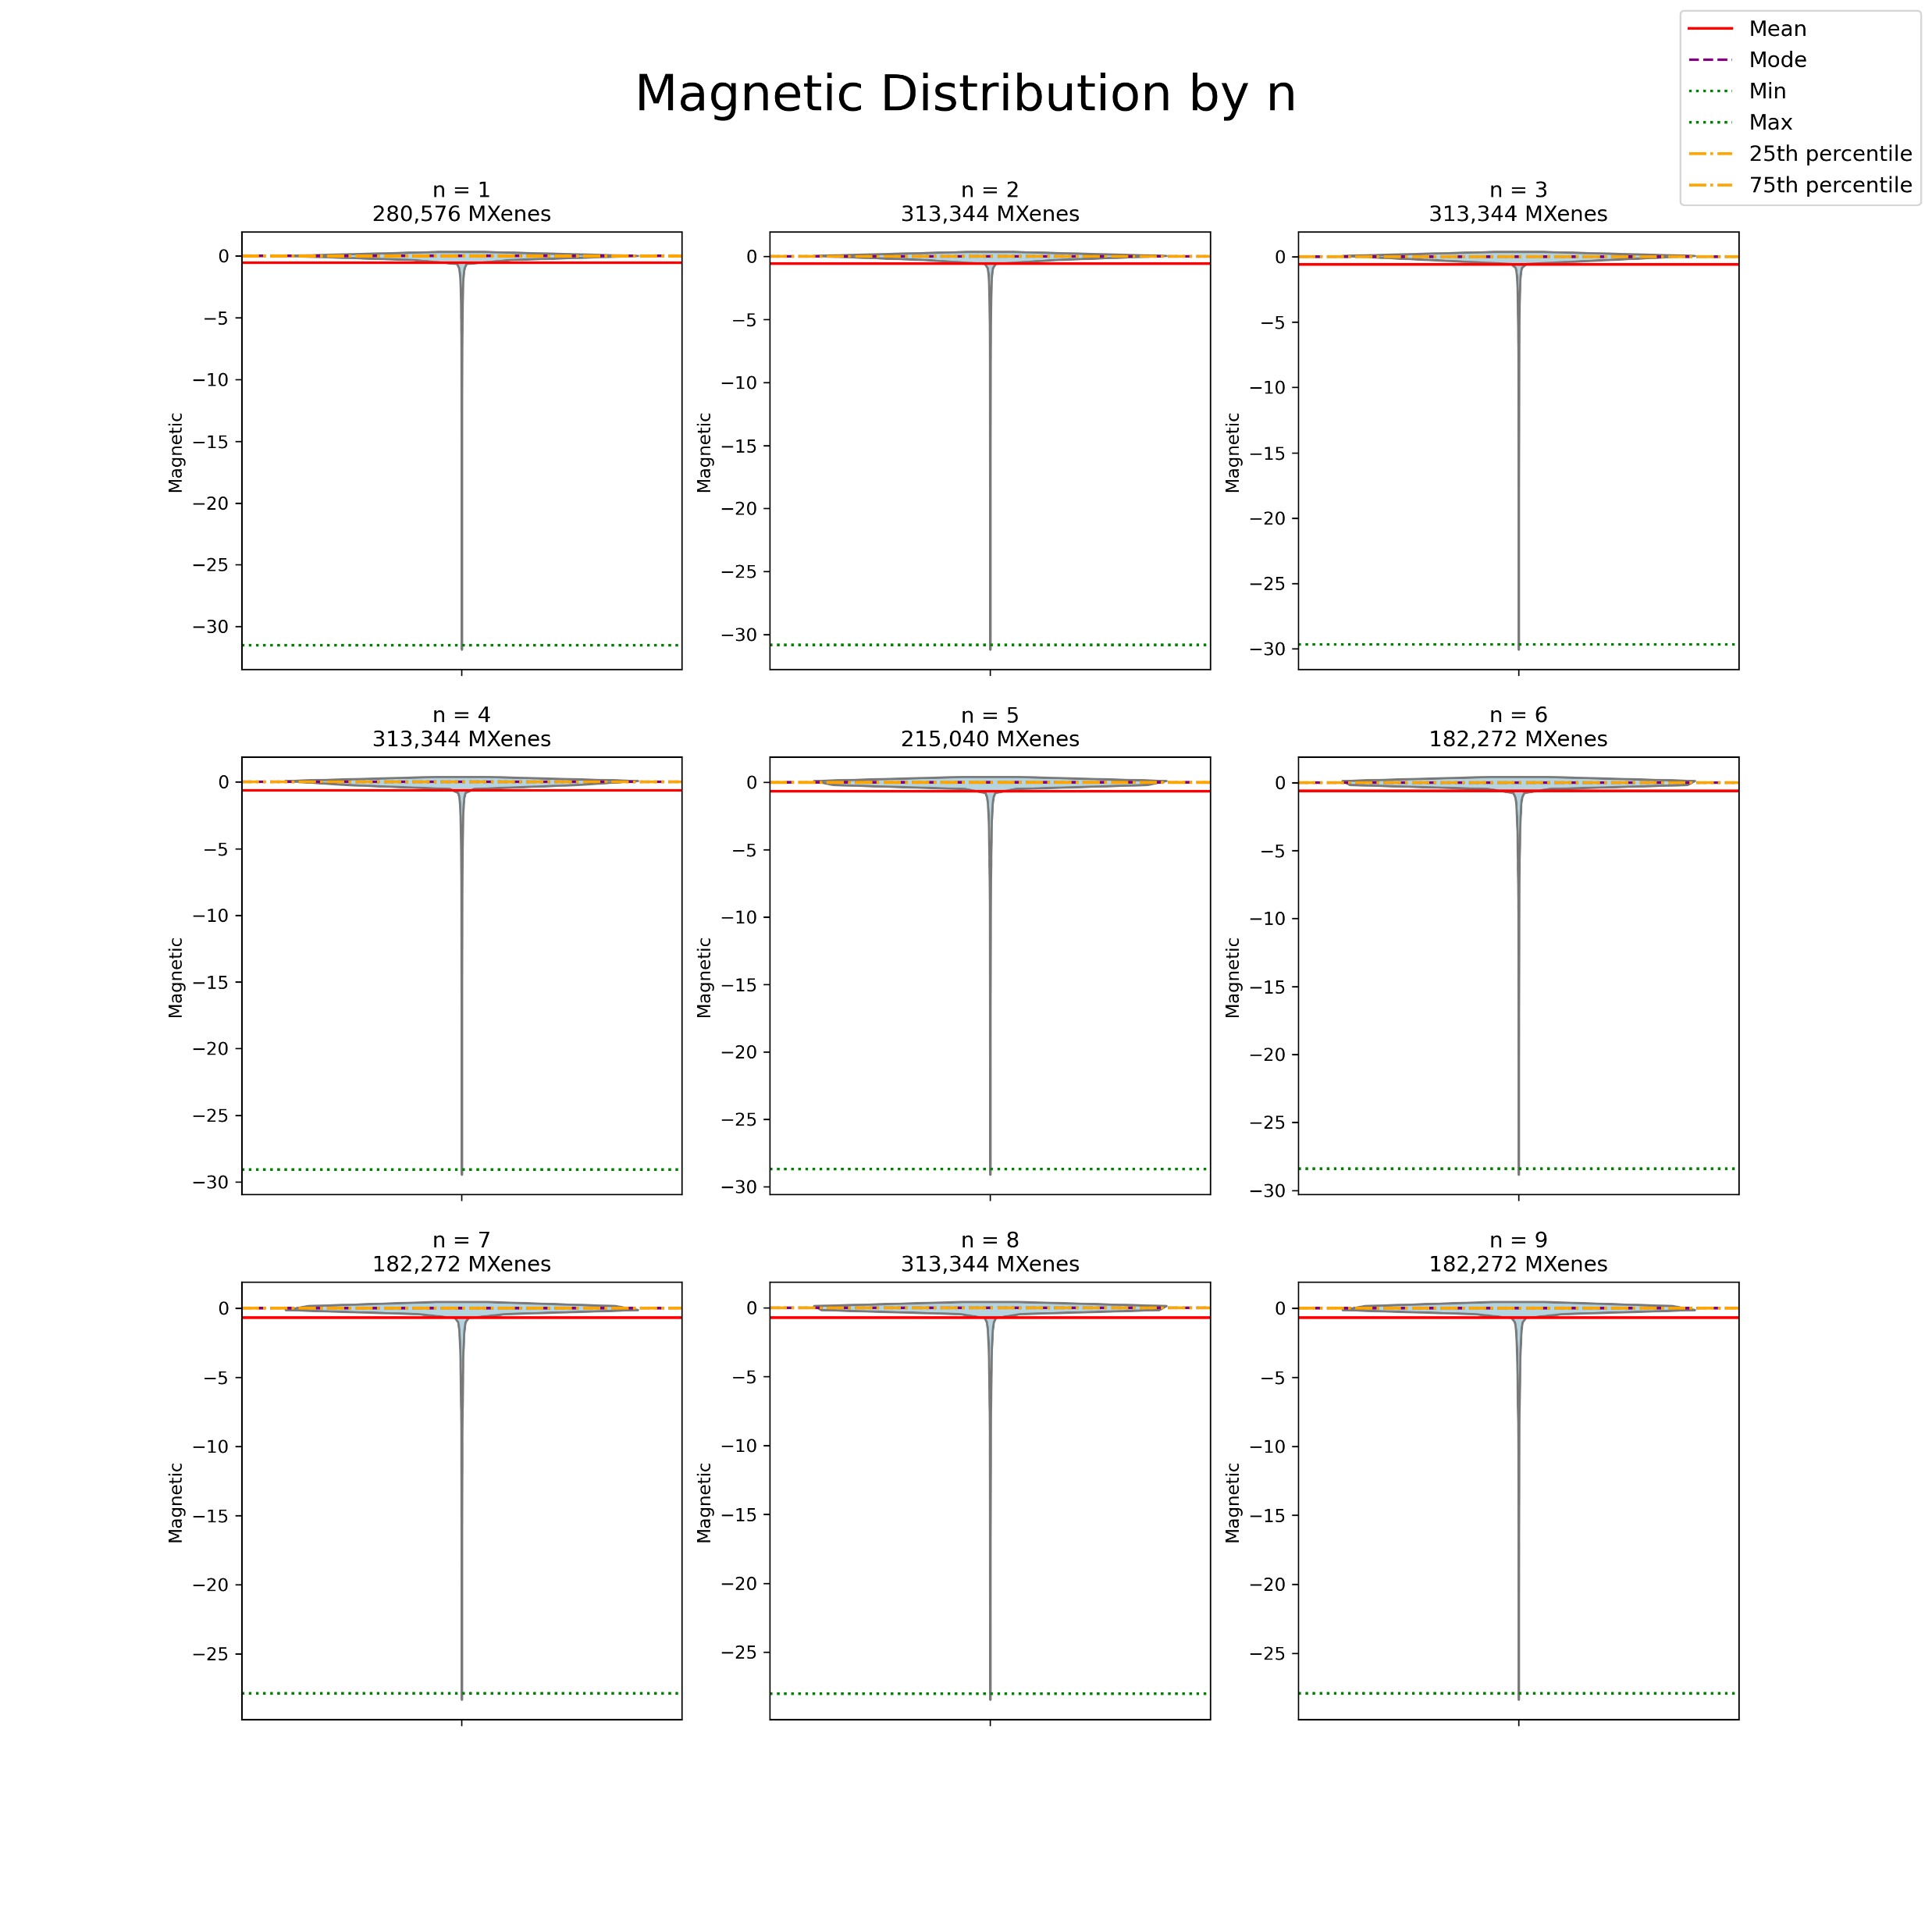 Mean
Mode
Min
Max
25th percentile
75th percentile
Magnetic Distribution by n
n = 1
280,576 MXenes
0
−5
−10
−15
−20
−25
−30
Magnetic
n = 2
313,344 MXenes
0
−5
−10
−15
−20
−25
−30
Magnetic
n = 3
313,344 MXenes
0
−5
−10
−15
−20
−25
−30
Magnetic
n = 4
313,344 MXenes
0
−5
−10
−15
−20
−25
−30
Magnetic
n = 5
215,040 MXenes
0
−5
−10
−15
−20
−25
−30
Magnetic
n = 6
182,272 MXenes
0
−5
−10
−15
−20
−25
−30
Magnetic
n = 7
182,272 MXenes
0
−5
−10
−15
−20
−25
Magnetic
n = 8
313,344 MXenes
0
−5
−10
−15
−20
−25
Magnetic
n = 9
182,272 MXenes
0
−5
−10
−15
−20
−25
Magnetic